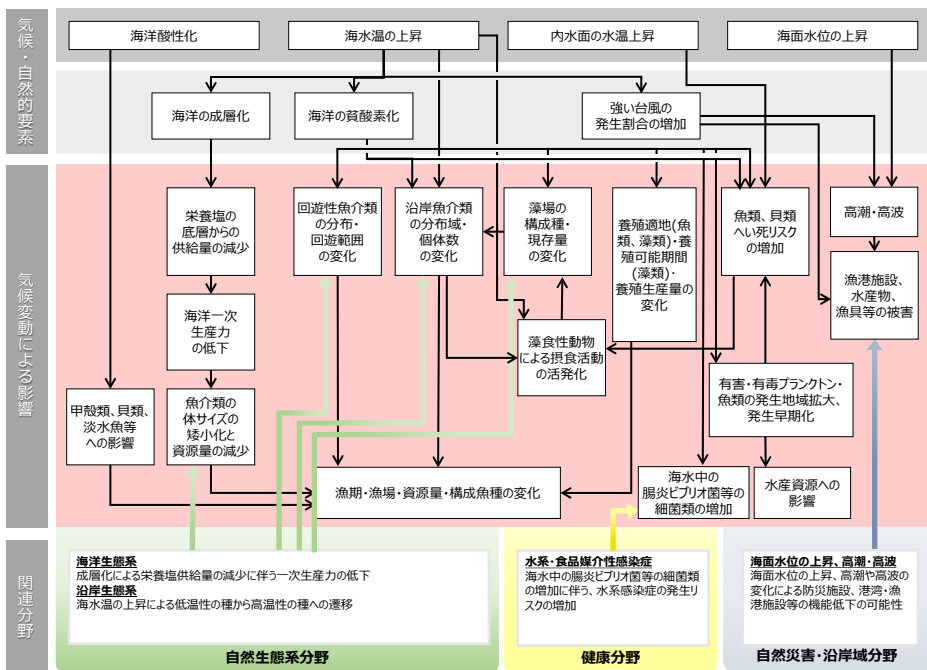 気候・自然的要素
海洋酸性化
海水温の上昇
内水面の水温上昇
海面水位の上昇
海洋の成層化
海洋の貧酸素化
強い台風の
発生割合の増加
気候変動による影響
栄養塩の
底層からの
供給量の減少
回遊性魚介類
の分布・
回遊範囲
の変化
沿岸魚介類
の分布域・
個体数
の変化
藻場の
構成種・
現存量
の変化
養殖適地(魚
類、藻類)・養
殖可能期間
(藻類)・
養殖生産量の
変化
魚類、貝類
へい死リスク
の増加
高潮・高波
漁港施設、
水産物、
漁具等の被害
海洋一次
生産力
の低下
藻食性動物
による摂食活動
の活発化
甲殻類、貝類、
淡水魚等
への影響
魚介類の
体サイズの
矮小化と
資源量の減少
有害・有毒プランクトン・
魚類の発生地域拡大、
発生早期化
漁期・漁場・資源量・構成魚種の変化
海水中の
腸炎ビブリオ菌等の
細菌類の増加
水産資源への
影響
関連分野
海洋生態系
成層化による栄養塩供給量の減少に伴う一次生産力の低下
沿岸生態系
海水温の上昇による低温性の種から高温性の種への遷移
自然生態系分野
水系・食品媒介性感染症
海水中の腸炎ビブリオ菌等の細菌類
の増加に伴う、水系感染症の発生リ
スクの増加
健康分野
海面水位の上昇、高潮・高波
海面水位の上昇、高潮や高波の
変化による防災施設、港湾・漁
港施設等の機能低下の可能性
自然災害・沿岸域分野